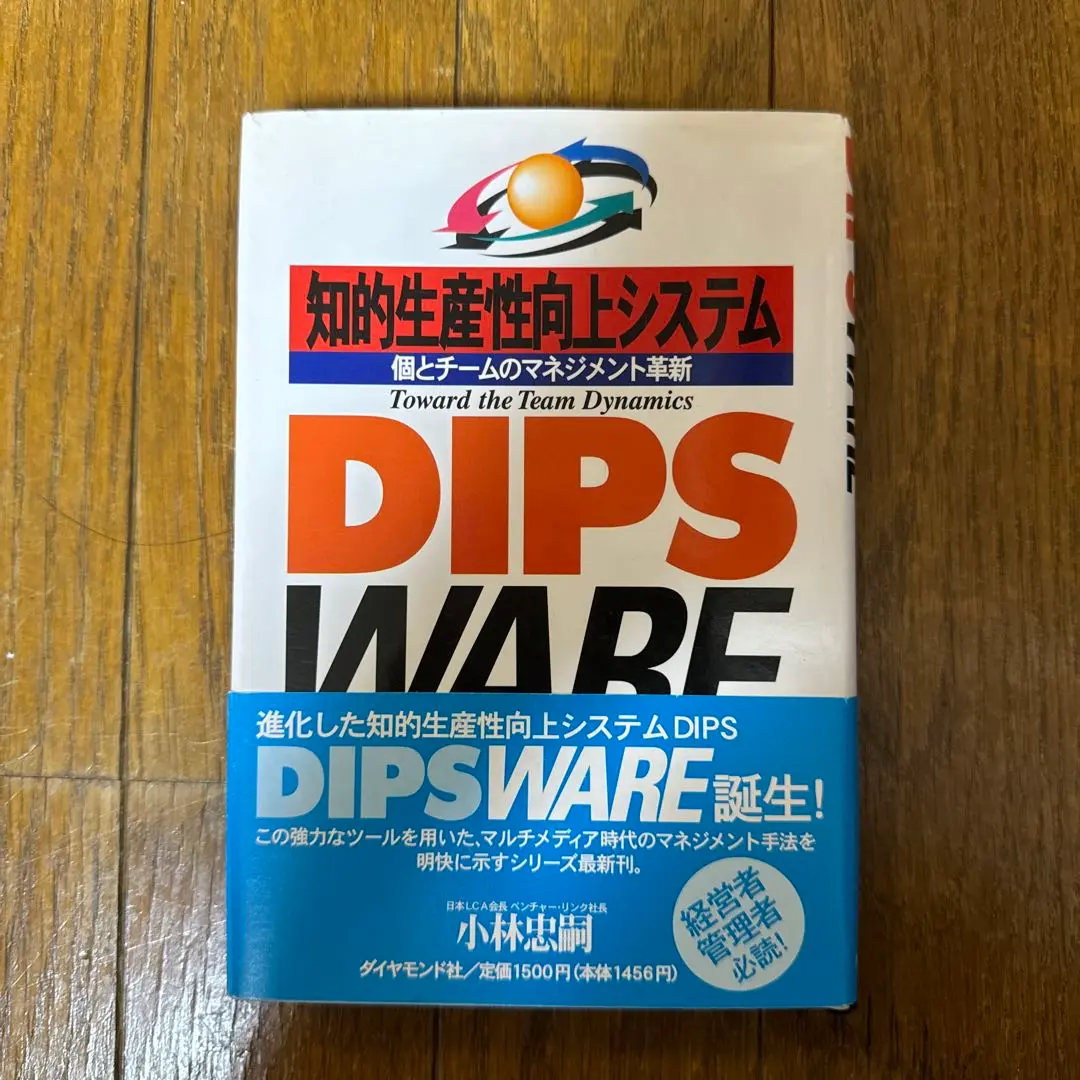 知的生産性向上システム
個とチームのマネジメント革新
Toward the Team Dynamics
DIPS
WARE
進化した知的生産性向上システムDIPS
DIPSWARE誕生!
この強力なツールを用いた、マルチメディア時代のマネジメント手法を
明快に示すシリーズ最新刊。
日本LCA会長 ベンチャー・リンク社長
小林忠嗣
ダイヤモンド社/定価1500円(本体1456円)
経営者
管理者
必読!